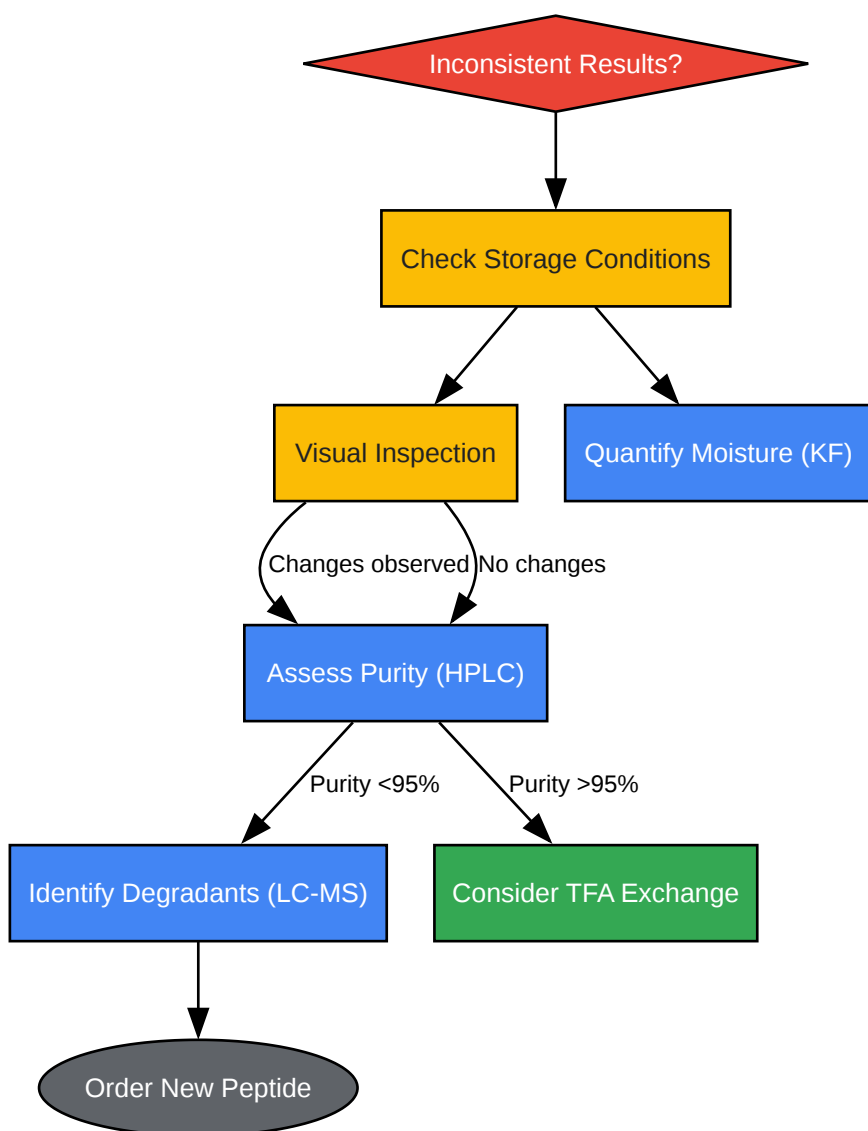 Inconsistent Results?
Check Storage Conditions
Visual Inspection
Quantify Moisture (KF)
Changes observed
No changes
Assess Purity (HPLC)
Purity <95%
Purity >95%
Identify Degradants (LC-MS)
Consider TFA Exchange
Order New Peptide